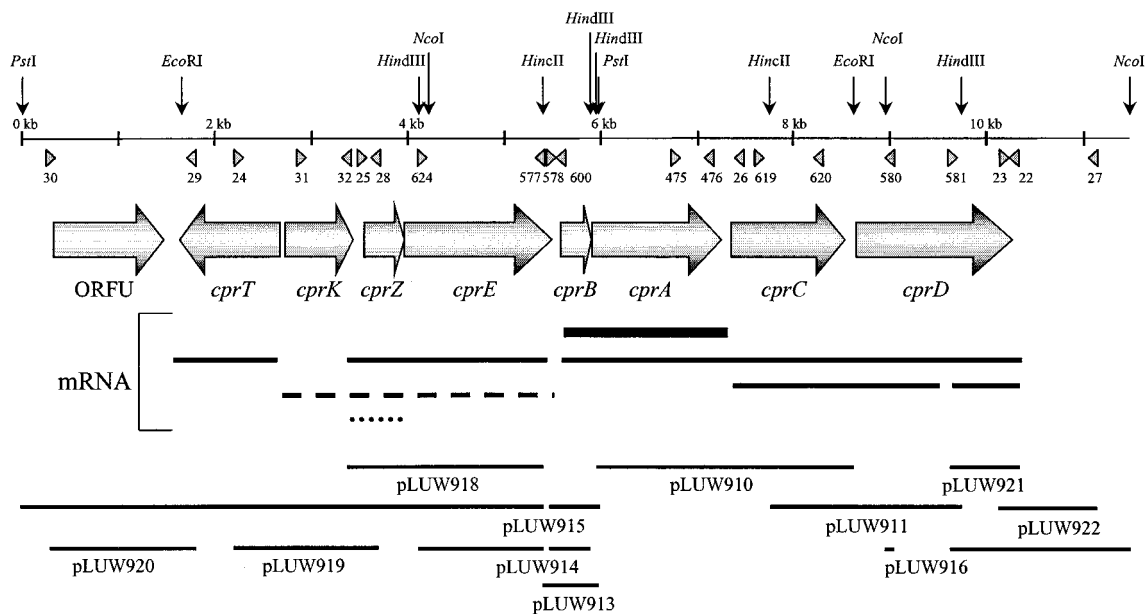 HindIII
NcoI HindIII NcoI
PstI EcoRI HindIII HincII PstI HincII EcoRI HindIII NcoI
0 kb 2 kb 4 kb 6 kb 8 kb 10 kb
30 29 24 31 32 25 28 624 577 578 600 475 476 26 619 620 580 581 23 22 27
ORFU cprT cprK cprZ cprE cprB cprA cprC cprD
mRNA
pLUW918 pLUW910 pLUW921
pLUW915 pLUW911 pLUW922
pLUW920 pLUW919 pLUW914 pLUW916
pLUW913